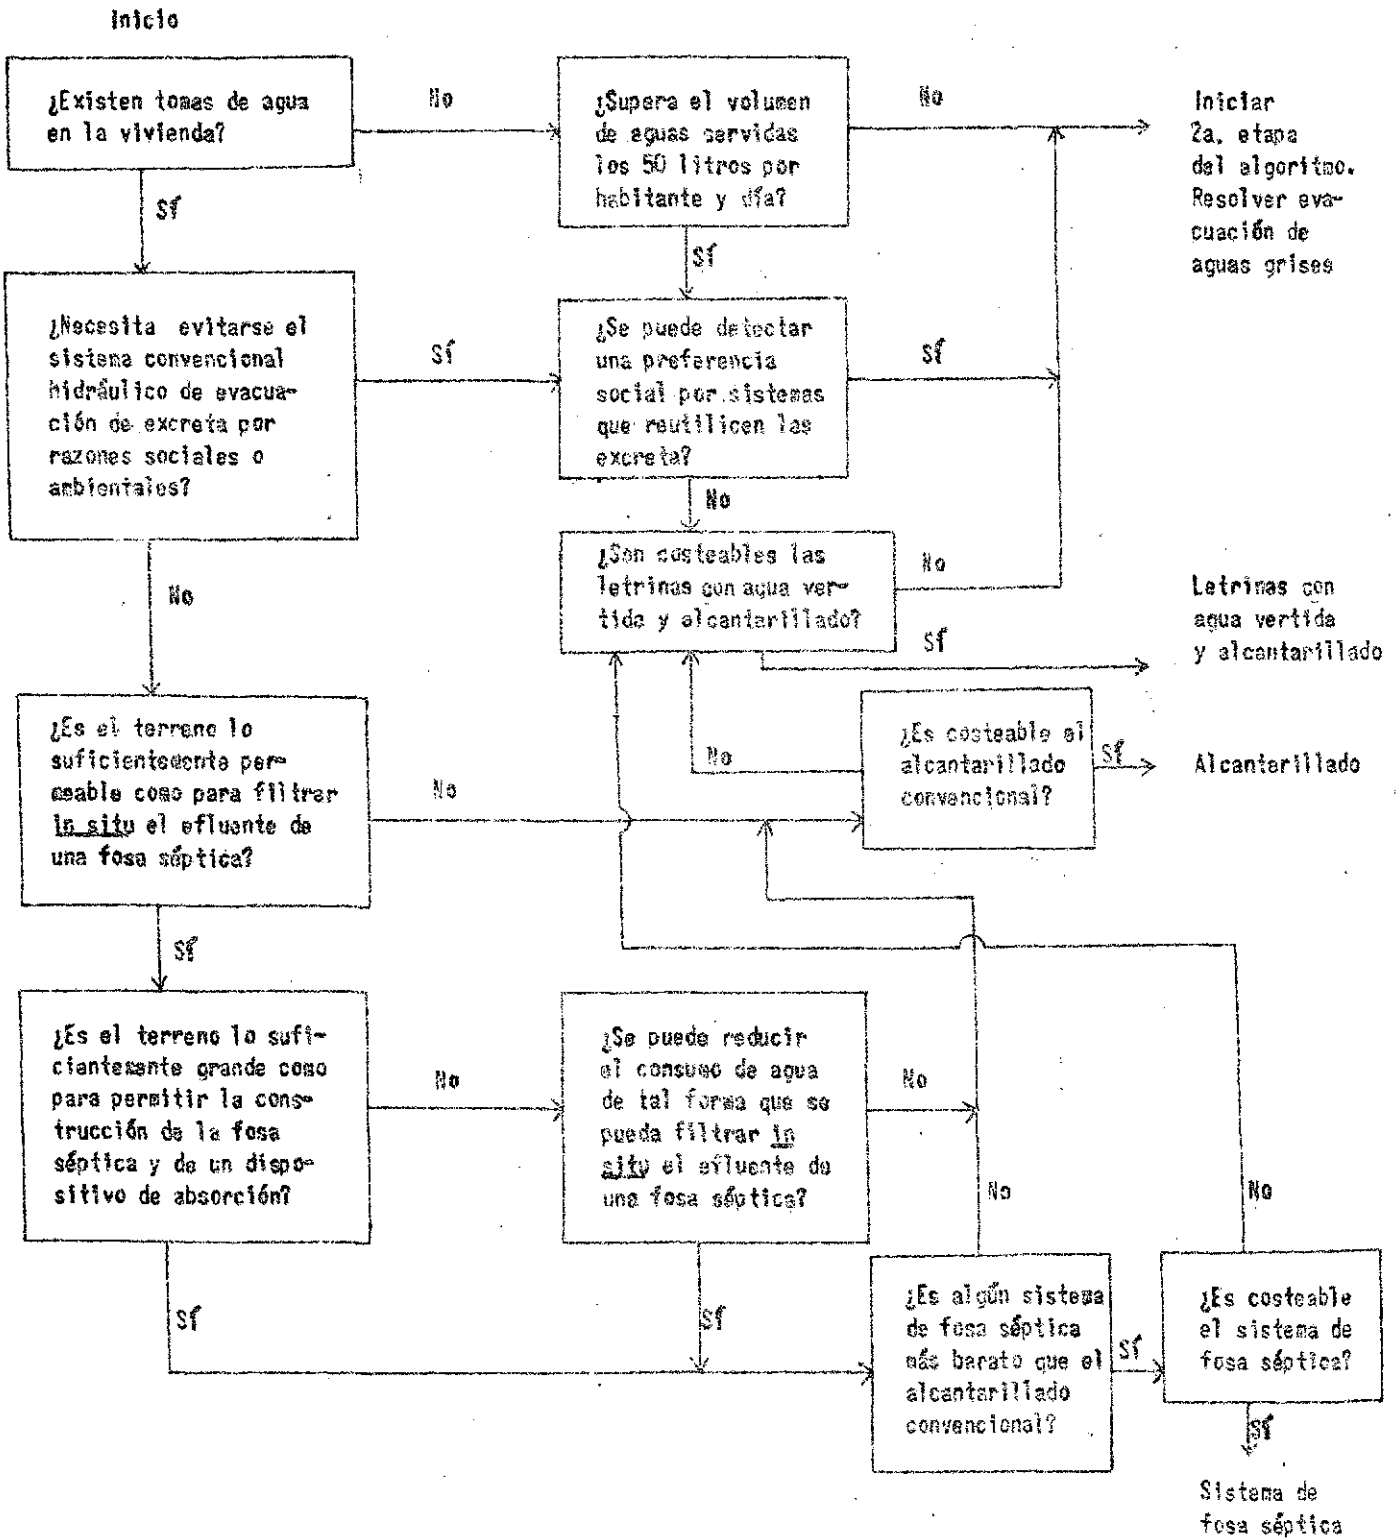 Inicio
¿Existen tomas de agua
en la vivienda?
No
¿Supera el volumen
de aguas servidas
los 50 litros por
habitante y día?
No
Iniciar
2a. etapa
del algoritmo.
Resolver eva-
cuación de
aguas grises
Sí
Sí
¿Necesita evitarse el
sistema convencional
hidráulico de evacua-
ción de excreta por
razones sociales o
ambientales?
Sí
¿Se puede detectar
una preferencia
social por sistemas
que reutilicen las
excreta?
Sí
No
No
¿Son costeables las
letrinas con agua ver-
tida y alcantarillado?
No
Sí
Letrinas con
agua vertida
y alcantarillado
¿Es el terreno lo
suficientemente per-
meable como para filtrar
in situ el efluente de
una fosa séptica?
No
No
¿Es costeable el
alcantarillado
convencional?
Sí
Alcantarillado
Sí
¿Es el terreno lo sufi-
cientemente grande como
para permitir la cons-
trucción de la fosa
séptica y de un dispo-
sitivo de absorción?
No
¿Se puede reducir
el consumo de agua
de tal forma que se
pueda filtrar in
situ el efluente de
una fosa séptica?
No
No
No
Sí
Sí
¿Es algún sistema
de fosa séptica
más barato que el
alcantarillado
convencional?
Sí
¿Es costeable
el sistema de
fosa séptica?
Sí
Sistema de
fosa séptica